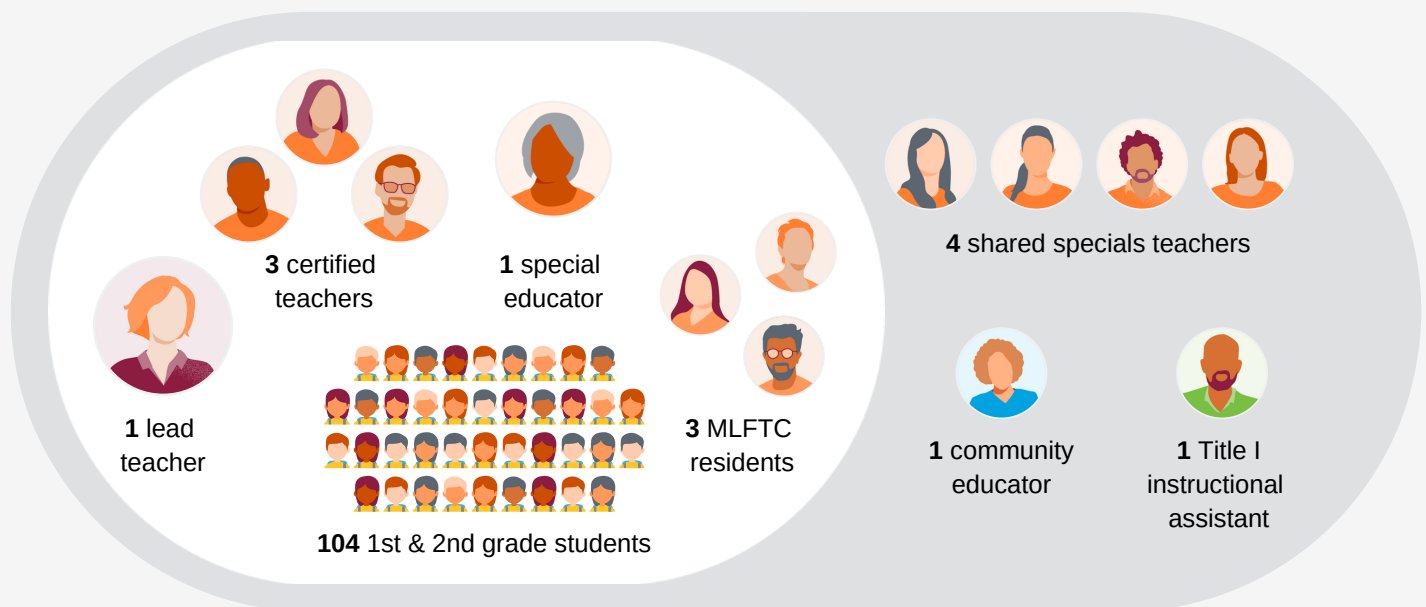 3 certified
teachers
1 special
educator
4 shared specials teachers
1 lead
teacher
3 MLFTC
residents
1 community
educator
1 Title I
instructional
assistant
104 1st & 2nd grade students